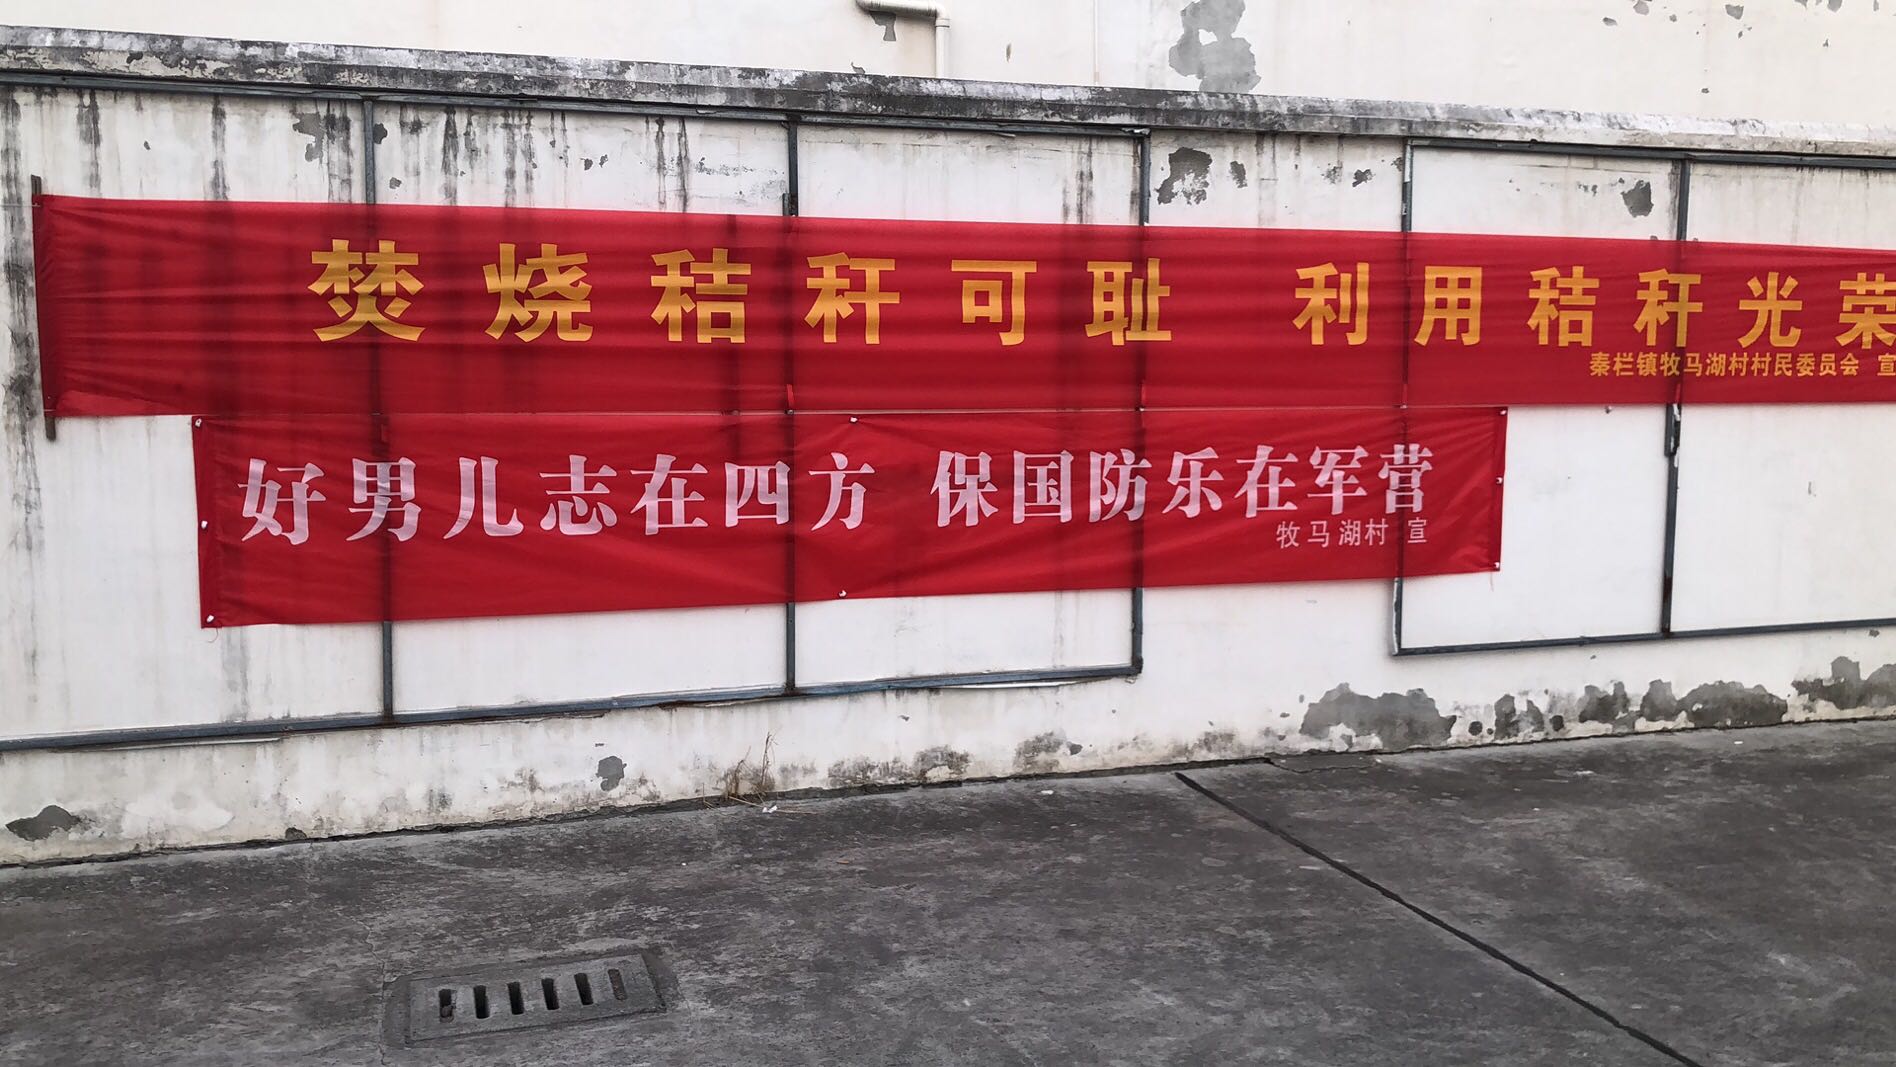 焚烧秸秆可耻 利用秸秆光荣
秦栏镇牧马湖村村民委员会 宣
好男儿志在四方 保国防乐在军营
牧马湖村 宣